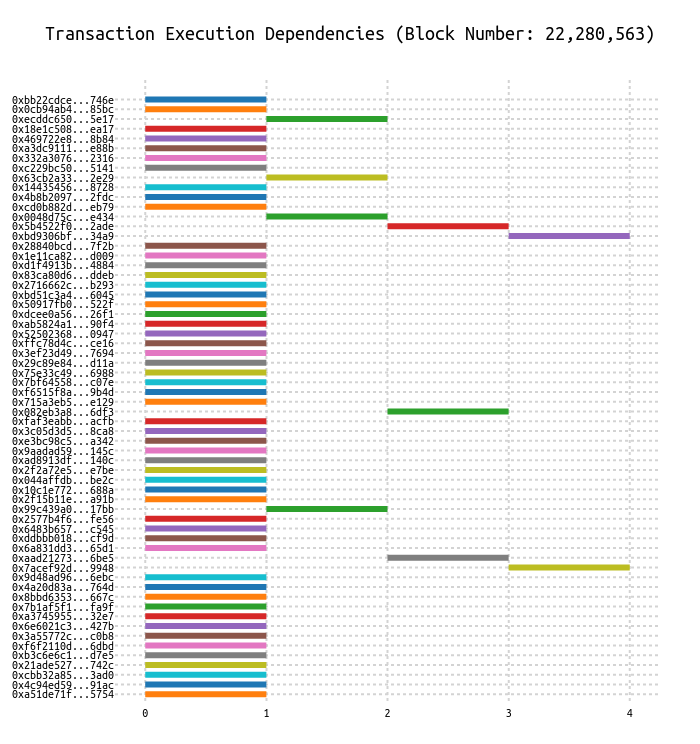 Transaction Execution Dependencies (Block Number: 22,280,563)
0xbb22cdce...746e
0x0cb94ab4...85bc
0xecddc650...5e17
0x18e1c508...ea17
0x469722e8...8b84
0xa3dc9111...e88b
0x332a3076...2316
0xc229bc50...5141
0x63cb2a33...2e29
0x14435456...8728
0x4b8b2097...2fdc
0xcd0b882d...eb79
0x0048d75c...e434
0x5b4522f0...2ade
0xbd9306bf...34a9
0x28840bcd...7f2b
0x1e11ca82...d009
0xd1f4913b...4884
0x83ca80d6...ddeb
0x2716662c...b293
0xbd51c3a4...6045
0x50917fb0...522f
0xdcee0a56...26f1
0xab5824a1...90f4
0x52502368...0947
0xffc78d4c...ce16
0x3ef23d49...7694
0x29c89e84...d11a
0x75e33c49...6988
0x7bf64558...c07e
0xf6515f8a...9b4d
0x715a3eb5...e129
0x082eb3a8...6df3
0xfaf3eabb...acfb
0x3c05d3d5...8ca8
0xe3bc98c5...a342
0x9aadad59...145c
0xad8913df...140c
0x2f2a72e5...e7be
0x044affdb...be2c
0x10c1e772...688a
0x2f15b11e...a91b
0x99c439a0...17bb
0x2577b4f6...fe56
0x6483b657...c545
0xddbbb018...cf9d
0x6a831dd3...65d1
0xaad21273...6be5
0x7acef92d...9948
0x9d48ad96...6ebc
0x4a20d83a...764d
0x8bbd6353...667c
0x7b1af5f1...fa9f
0xa3745955...32e7
0x6e6021c3...427b
0x3a55772c...c0b8
0xf6f2110d...6dbd
0xb3c6e6c1...d7e5
0x21ade527...742c
0xcbb32a85...3ad0
0x4c94ed59...91ac
0xa51de71f...5754
0 1 2 3 4